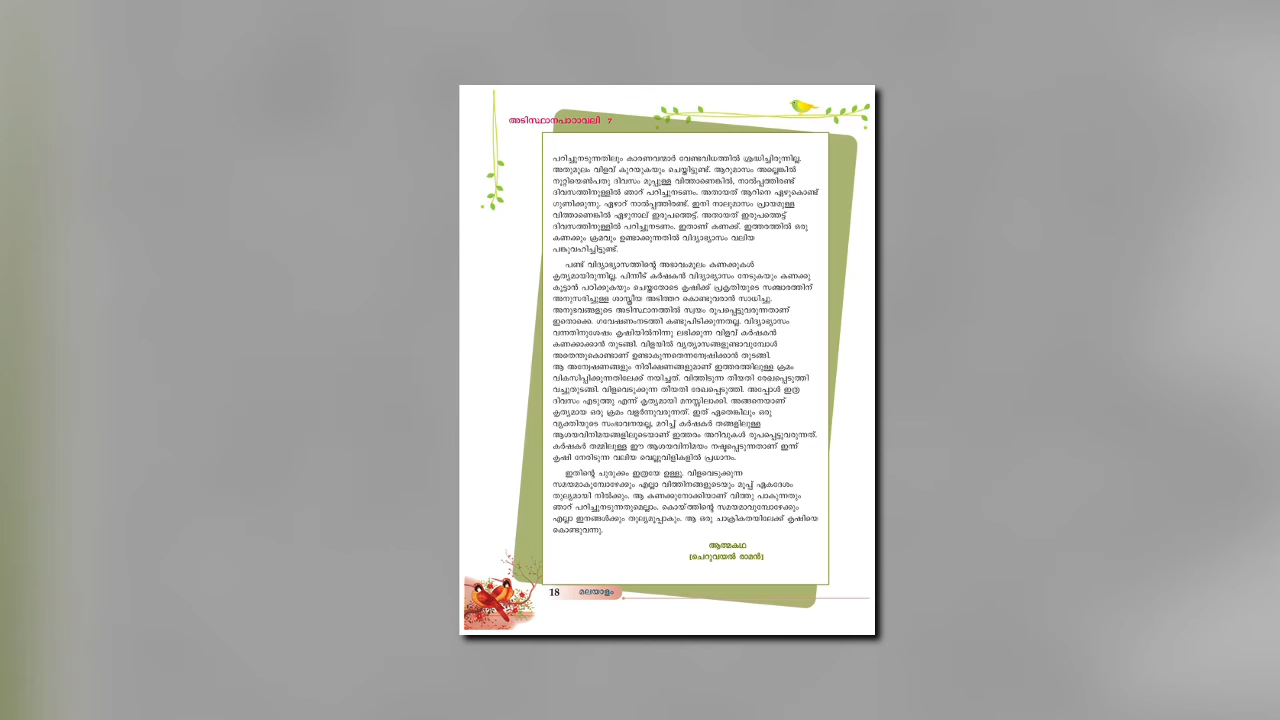 അടിസ്ഥാനപാഠാവലി 7
പറിച്ചുനടുന്നതിലും കാരണവന്മാർ വേണ്ടവിധത്തിൽ ശ്രദ്ധിച്ചിരുന്നില്ല.
അതുമൂലം വിളവ് കുറയുകയും ചെയ്തിട്ടുണ്ട്. ആറുമാസം അല്ലെങ്കിൽ
നൂറ്റിയെൺപതു ദിവസം മൂപ്പുള്ള വിത്താണെങ്കിൽ, നാൽപ്പത്തിരണ്ട്
ദിവസത്തിനുള്ളിൽ ഞാറ് പറിച്ചുനടണം. അതായത് ആറിനെ ഏഴുകൊണ്ട്
ഗുണിക്കുന്നു. ഏഴാറ് നാൽപ്പത്തിരണ്ട്. ഇനി നാലുമാസം പ്രായമുള്ള
വിത്താണെങ്കിൽ ഏഴുനാല് ഇരുപത്തെട്ട്. അതായത് ഇരുപത്തെട്ട്
ദിവസത്തിനുള്ളിൽ പറിച്ചുനടണം. ഇതാണ് കണക്ക്. ഇത്തരത്തിൽ ഒരു
കണക്കും ക്രമവും ഉണ്ടാക്കുന്നതിൽ വിദ്യാഭ്യാസം വലിയ
പങ്കുവഹിച്ചിട്ടുണ്ട്.
പണ്ട് വിദ്യാഭ്യാസത്തിന്റെ അഭാവംമൂലം കണക്കുകൾ
കൃത്യമായിരുന്നില്ല. പിന്നീട് കർഷകൻ വിദ്യാഭ്യാസം നേടുകയും കണക്കു
കൂട്ടാൻ പഠിക്കുകയും ചെയ്തതോടെ കൃഷിക്ക് പ്രകൃതിയുടെ സഞ്ചാരത്തിന്
അനുസരിച്ചുള്ള ശാസ്ത്രീയ അടിത്തറ കൊണ്ടുവരാൻ സാധിച്ചു.
അനുഭവങ്ങളുടെ അടിസ്ഥാനത്തിൽ സ്വയം രൂപപ്പെട്ടുവരുന്നതാണ്
ഇതൊക്കെ. ഗവേഷണംനടത്തി കണ്ടുപിടിക്കുന്നതല്ല. വിദ്യാഭ്യാസം
വന്നതിനുശേഷം കൃഷിയിൽനിന്നു ലഭിക്കുന്ന വിളവ് കർഷകൻ
കണക്കാക്കാൻ തുടങ്ങി. വിളയിൽ വ്യത്യാസങ്ങളുണ്ടാവുമ്പോൾ
അതെന്തുകൊണ്ടാണ് ഉണ്ടാകുന്നതെന്നന്വേഷിക്കാൻ തുടങ്ങി.
ആ അന്വേഷണങ്ങളും നിരീക്ഷണങ്ങളുമാണ് ഇത്തരത്തിലുള്ള ക്രമം
വികസിപ്പിക്കുന്നതിലേക്ക് നയിച്ചത്. വിത്തിടുന്ന തീയതി രേഖപ്പെടുത്തി
വച്ചുതുടങ്ങി. വിളവെടുക്കുന്ന തീയതി രേഖപ്പെടുത്തി. അപ്പോൾ ഇത്ര
ദിവസം എടുത്തു എന്ന് കൃത്യമായി മനസ്സിലാക്കി. അങ്ങനെയാണ്
കൃത്യമായ ഒരു ക്രമം വളർന്നുവരുന്നത്. ഇത് ഏതെങ്കിലും ഒരു
വ്യക്തിയുടെ സംഭാവനയല്ല, മറിച്ച് കർഷകർ തങ്ങളിലുള്ള
ആശയവിനിമയങ്ങളിലൂടെയാണ് ഇത്തരം അറിവുകൾ രൂപപ്പെട്ടുവരുന്നത്.
കർഷകർ തമ്മിലുള്ള ഈ ആശയവിനിമയം നഷ്ടപ്പെടുന്നതാണ് ഇന്ന്
കൃഷി നേരിടുന്ന വലിയ വെല്ലുവിളികളിൽ പ്രധാനം.
ഇതിന്റെ ചുരുക്കം ഇത്രയേ ഉള്ളൂ. വിളവെടുക്കുന്ന
സമയമാകുമ്പോഴേക്കും എല്ലാ വിത്തിനങ്ങളുടെയും മൂപ്പ് ഏകദേശം
തുല്യമായി നിൽക്കും. ആ കണക്കുനോക്കിയാണ് വിത്തു പാകുന്നതും
ഞാറ് പറിച്ചുനടുന്നതുമെല്ലാം. കൊയ്ത്തിന്റെ സമയമാവുമ്പോഴേക്കും
എല്ലാ ഇനങ്ങൾക്കും തുല്യമൂപ്പാകും. ആ ഒരു ചാക്രികതയിലേക്ക് കൃഷിയെ
കൊണ്ടുവന്നു.
ആത്മകഥ
[ചെറുവയൽ രാമൻ]
18 മലയാളം